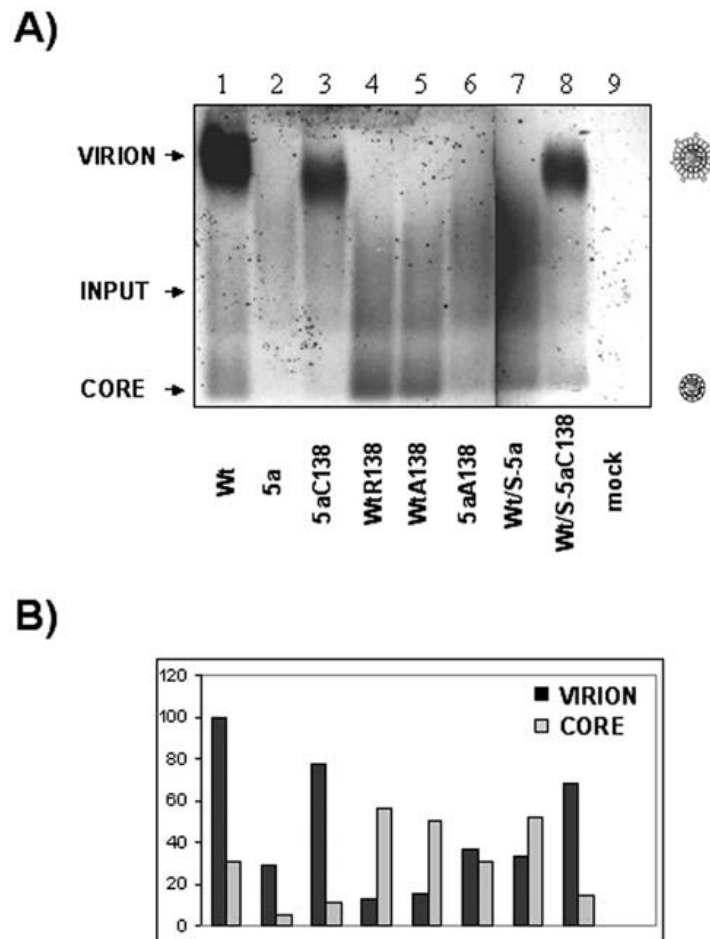 A)
1 2 3 4 5 6 7 8 9
VIRION
INPUT
CORE
Wt
5a
5aC138
WtR138
WtA138
5aA138
Wt/S-5a
Wt/S-5aC138
mock
B)
120
100
80
60
40
20
0
VIRION
CORE